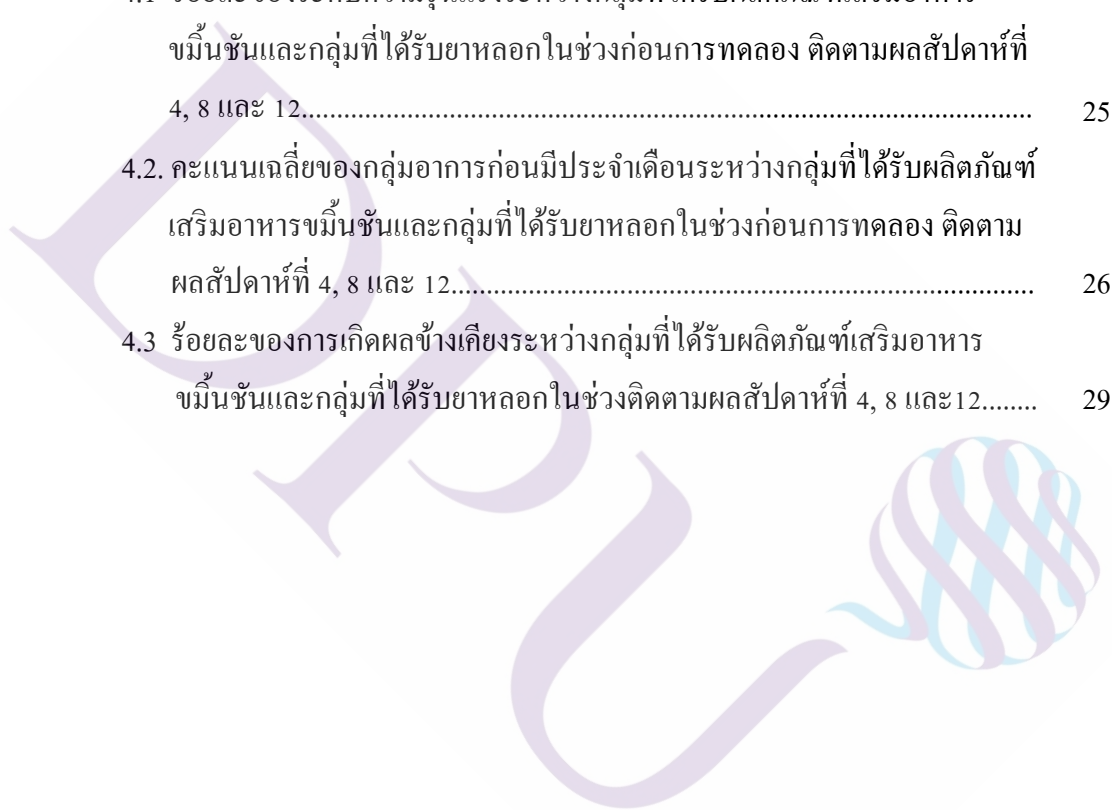 ขมิ้นชันและกลุ่มที่ได้รับยาหลอกในช่วงก่อนการทดลอง ติดตามผลสัปดาห์ที่
4, 8 และ 12.......................................................................................................... 25
4.2. คะแนนเฉลี่ยของกลุ่มอาการก่อนมีประจำเดือนระหว่างกลุ่มที่ได้รับผลิตภัณฑ์
เสริมอาหารขมิ้นชันและกลุ่มที่ได้รับยาหลอกในช่วงก่อนการทดลอง ติดตาม
ผลสัปดาห์ที่ 4, 8 และ 12.................................................................................... 26
4.3 ร้อยละของการเกิดผลข้างเคียงระหว่างกลุ่มที่ได้รับผลิตภัณฑ์เสริมอาหาร
ขมิ้นชันและกลุ่มที่ได้รับยาหลอกในช่วงติดตามผลสัปดาห์ที่ 4, 8 และ12........ 29
DPU